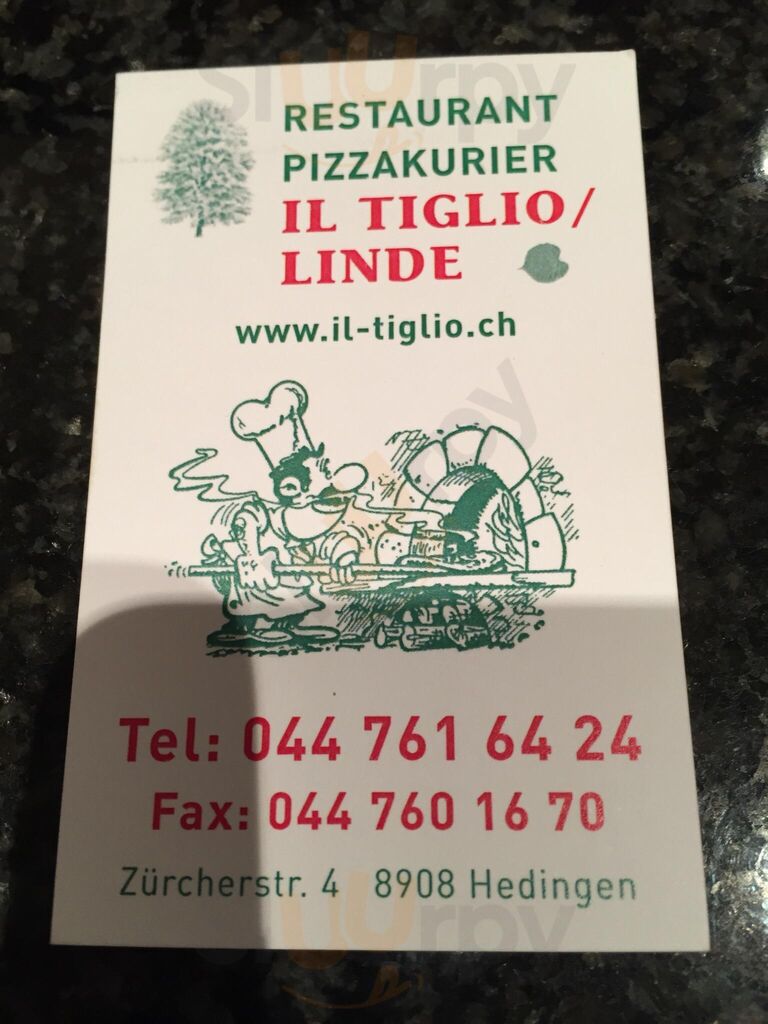 RESTAURANT
PIZZAKURIER
IL TIGLIO/
LINDE
www.il-tiglio.ch
Tel: 044 761 64 24
Fax: 044 760 16 70
Zürcherstr. 4 8908 Hedingen